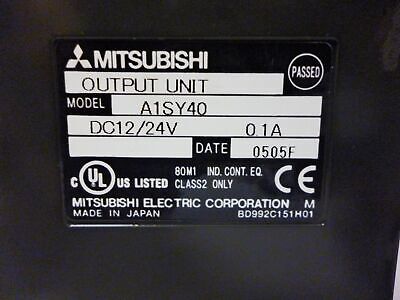 MITSUBISHI
PASSED
OUTPUT UNIT
MODEL A1SY40
DC12/24V 0.1A
DATE 0505F
C UL US LISTED 80M1 IND. CONT. EQ. CLASS2 ONLY CE
MITSUBISHI ELECTRIC CORPORATION M
MADE IN JAPAN BD992C151H01